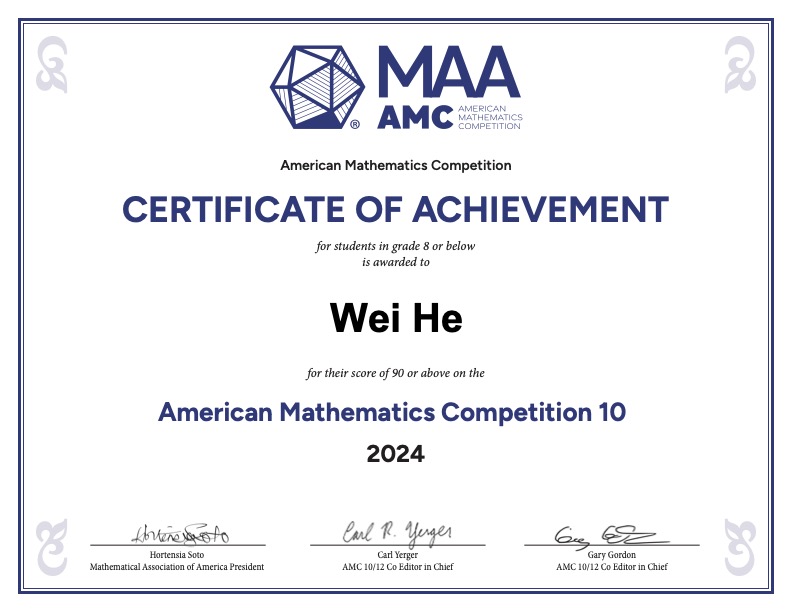 MAA
AMC AMERICAN MATHEMATICS COMPETITION
®
American Mathematics Competition
CERTIFICATE OF ACHIEVEMENT
for students in grade 8 or below
is awarded to
Wei He
for their score of 90 or above on the
American Mathematics Competition 10
2024
Hortensia Soto
Carl R. Yerger
Hortensia Soto
Mathematical Association of America President
Carl Yerger
AMC 10/12 Co Editor in Chief
Gary Gordon
AMC 10/12 Co Editor in Chief